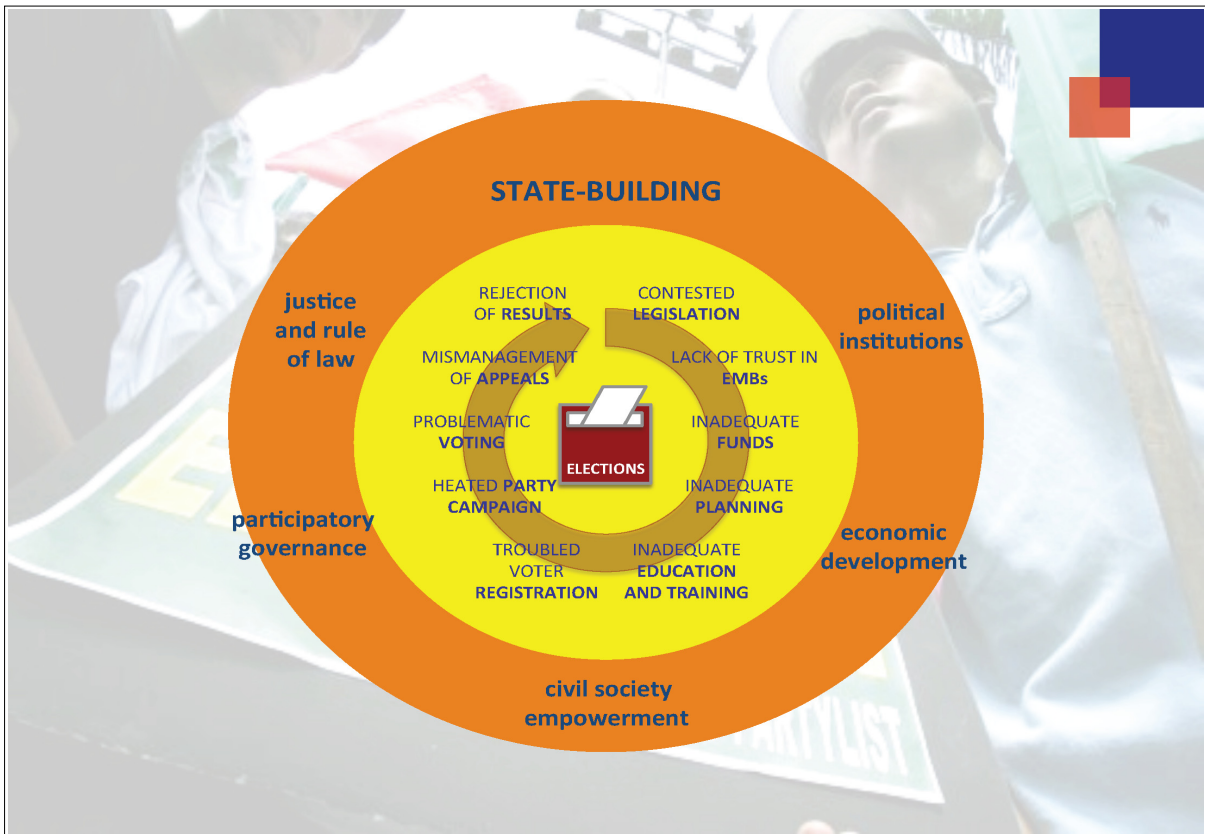 STATE-BUILDING
justice
and rule
of law
political
institutions
participatory
governance
economic
development
civil society
empowerment
REJECTION
OF RESULTS
CONTESTED
LEGISLATION
MISMANAGEMENT
OF APPEALS
LACK OF TRUST IN
EMBs
PROBLEMATIC
VOTING
INADEQUATE
FUNDS
HEATED PARTY
CAMPAIGN
INADEQUATE
PLANNING
TROUBLED
VOTER
REGISTRATION
INADEQUATE
EDUCATION
AND TRAINING
ELECTIONS